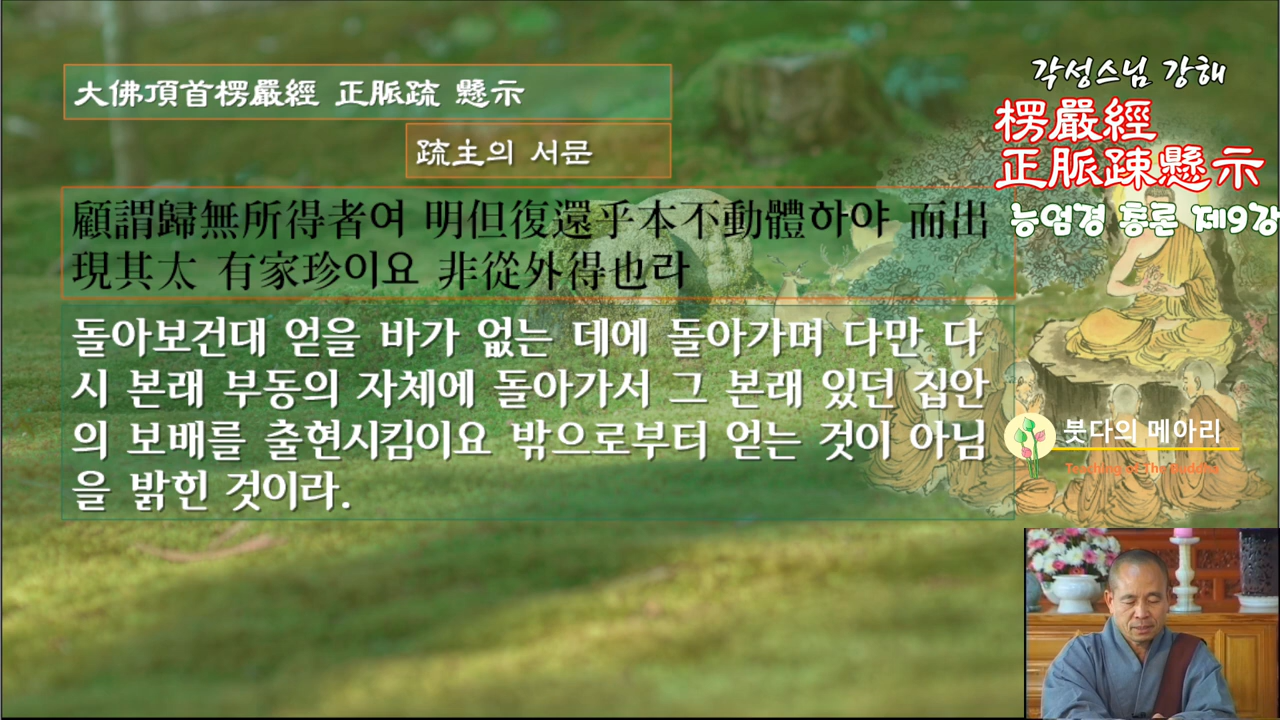 大佛頂首楞嚴經 正脈疏 懸示
疏主의 서문
顧謂歸無所得者여 明但復還乎本不動體하야 而出
現其太 有家珍이요 非從外得也라
돌아보건대 얻을 바가 없는 데에 돌아가며 다만 다
시 본래 부동의 자체에 돌아가서 그 본래 있던 집안
의 보배를 출현시킴이요 밖으로부터 얻는 것이 아님
을 밝힌 것이라.
각성스님 강해
楞嚴經
正脈疎懸示
능엄경 총론 제9강
붓다의 메아리
Teaching of The Buddha